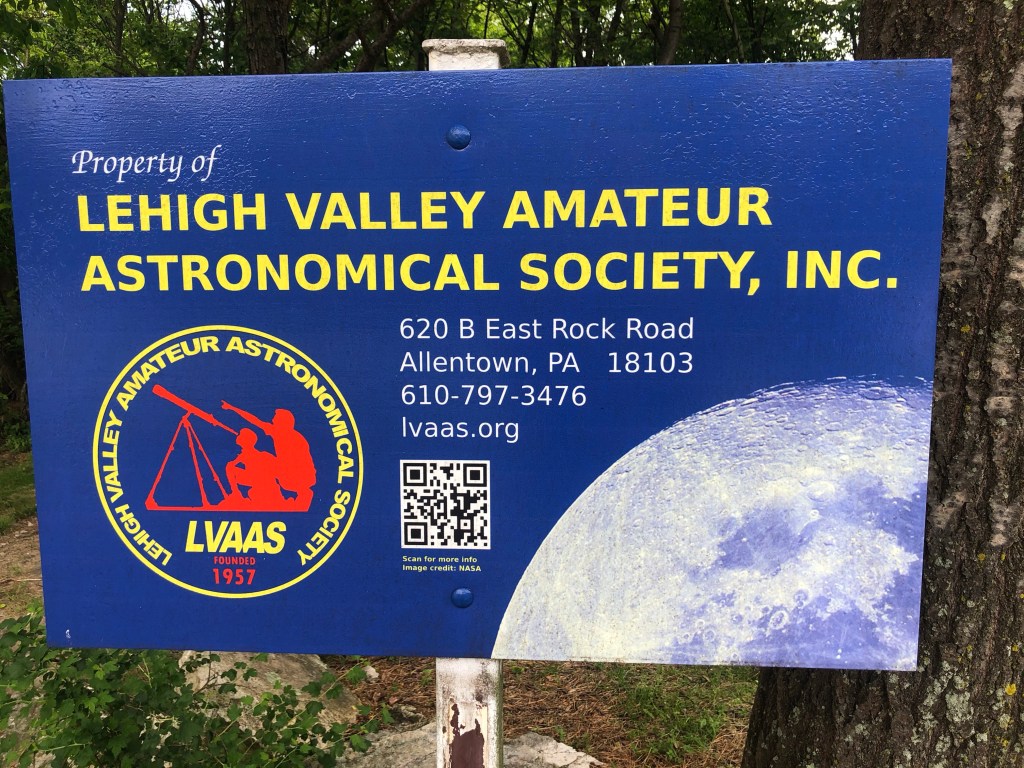 Property of
LEHIGH VALLEY AMATEUR
ASTRONOMICAL SOCIETY, INC.
620 B East Rock Road
Allentown, PA 18103
610-797-3476
lvaas.org
LEHIGH VALLEY AMATEUR ASTRONOMICAL SOCIETY
LVAAS
FOUNDED
1957
Scan for more info
Image credit: NASA